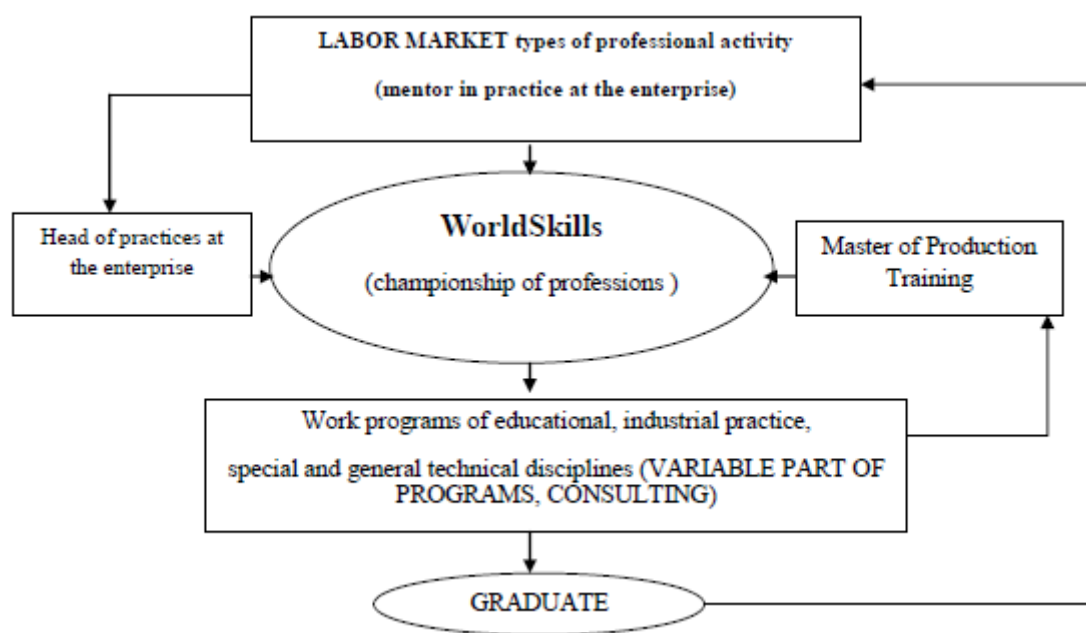 LABOR MARKET types of professional activity
(mentor in practice at the enterprise)
WorldSkills
(championship of professions )
Head of practices at
the enterprise
Master of Production
Training
Work programs of educational, industrial practice,
special and general technical disciplines (VARIABLE PART OF
PROGRAMS, CONSULTING)
GRADUATE